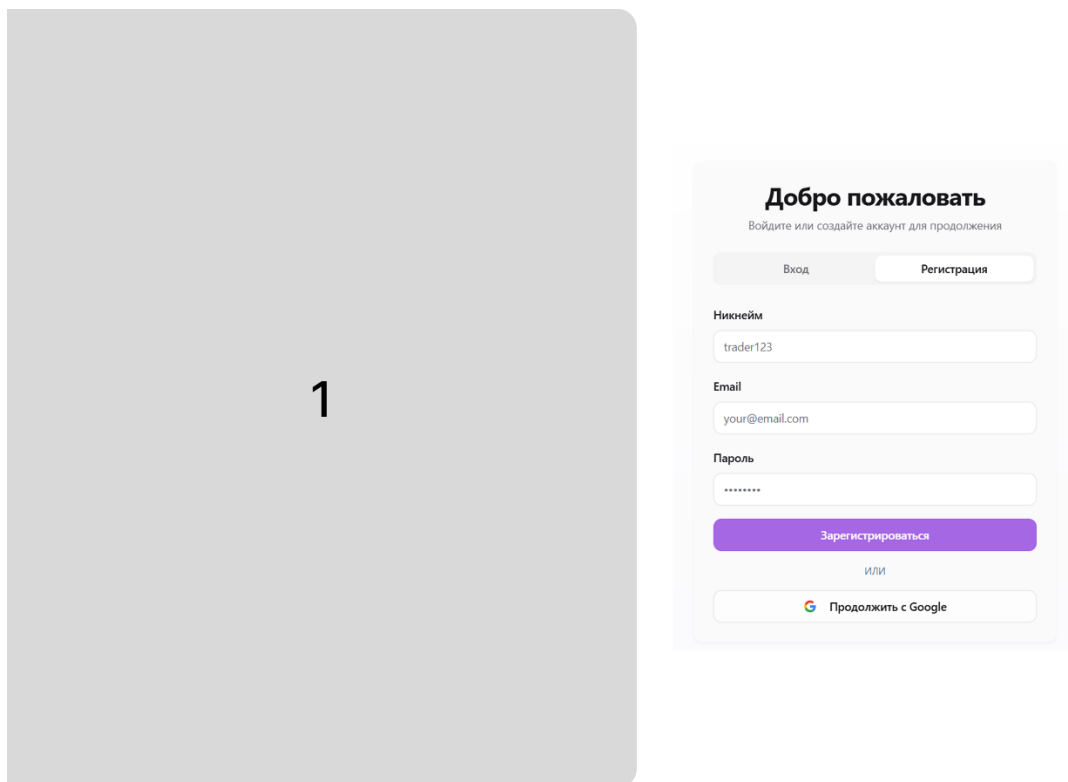 1
Добро пожаловать
Войдите или создайте аккаунт для продолжения
Вход
Регистрация
Никнейм
trader123
Email
your@email.com
Пароль
••••••••
Зарегистрироваться
или
Продолжить с Google